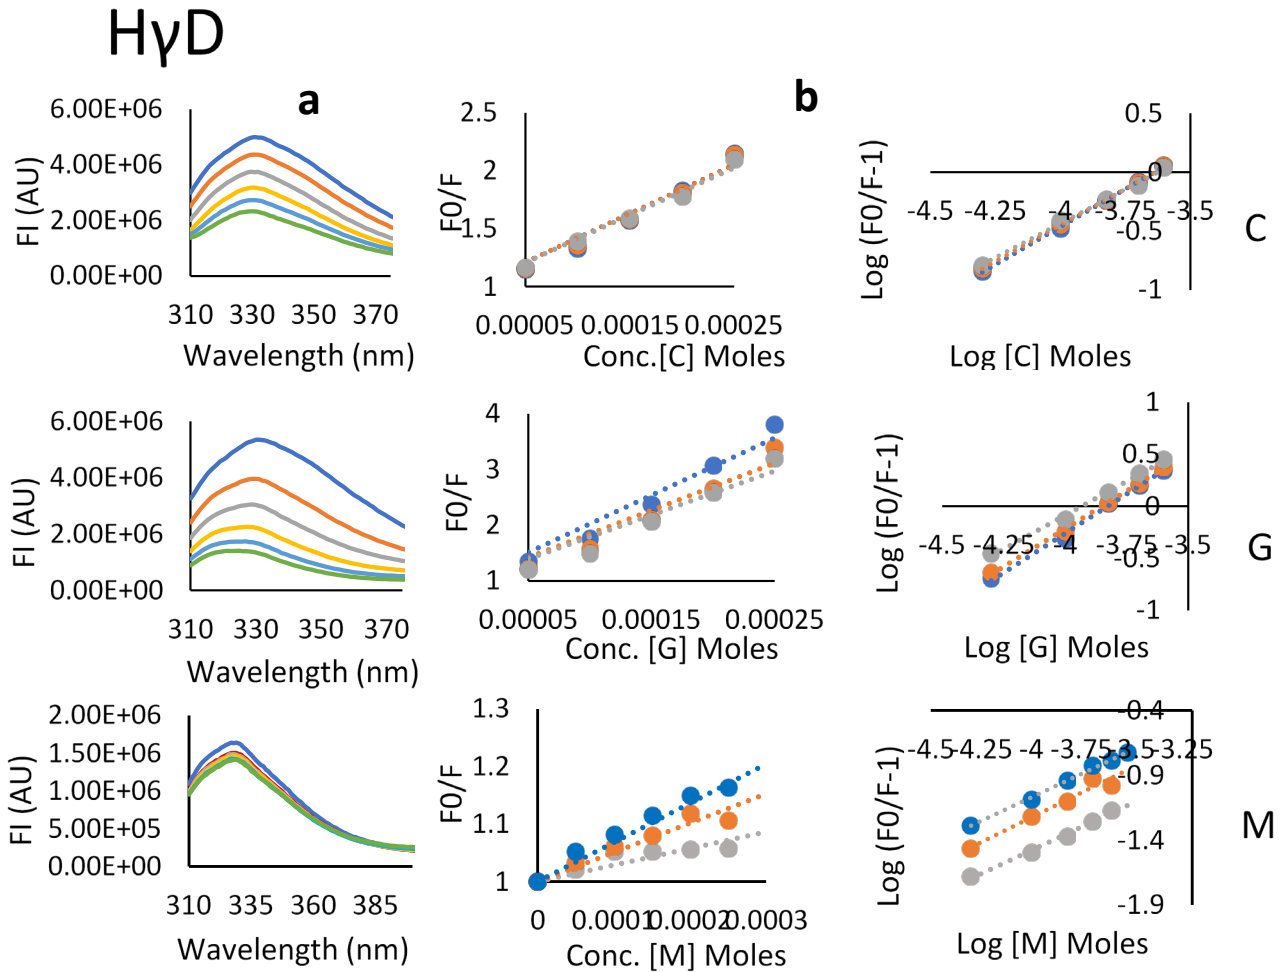 HγD
a
b
6.00E+06
4.00E+06
2.00E+06
0.00E+00
FI (AU)
310 330 350 370
Wavelength (nm)
2.5
2
1.5
1
F0/F
0.00005 0.00015 0.00025
Conc.[C] Moles
0.5
0
-0.5
-1
Log (F0/F-1)
-4.5 -4.25 -4 -3.75 -3.5
Log [C] Moles
C
6.00E+06
4.00E+06
2.00E+06
0.00E+00
FI (AU)
310 330 350 370
Wavelength (nm)
4
3
2
1
F0/F
0.00005 0.00015 0.00025
Conc. [G] Moles
1
0.5
0
-0.5
-1
Log (F0/F-1)
-4.5 -4.25 -4 -3.75 -3.5
Log [G] Moles
G
2.00E+06
1.50E+06
1.00E+06
5.00E+05
0.00E+00
FI (AU)
310 335 360 385
Wavelength (nm)
1.3
1.2
1.1
1
F0/F
0 0.0001 0.0002 0.0003
Conc. [M] Moles
-0.4
-0.9
-1.4
-1.9
Log (F0/F-1)
-4.5 -4.25 -4 -3.75 -3.5 -3.25
Log [M] Moles
M